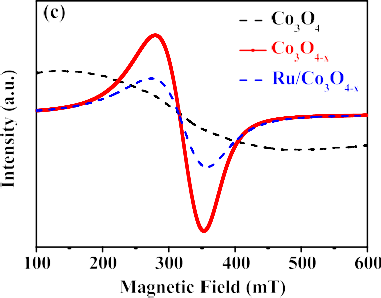 (c)
Co₃O₄
Co₃O₄₋ₓ
Ru/Co₃O₄₋ₓ
Intensity (a.u.)
100 200 300 400 500 600
Magnetic Field (mT)